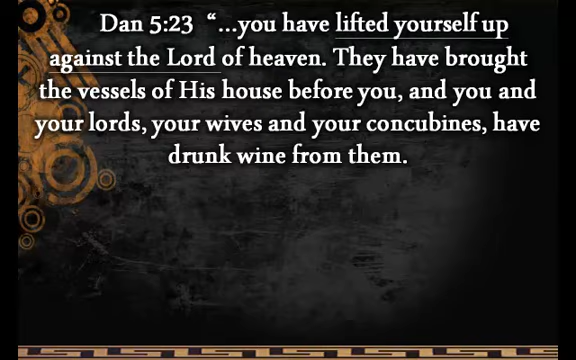 Dan 5:23 “...you have lifted yourself up
against the Lord of heaven. They have brought
the vessels of His house before you, and you and
your lords, your wives and your concubines, have
drunk wine from them.